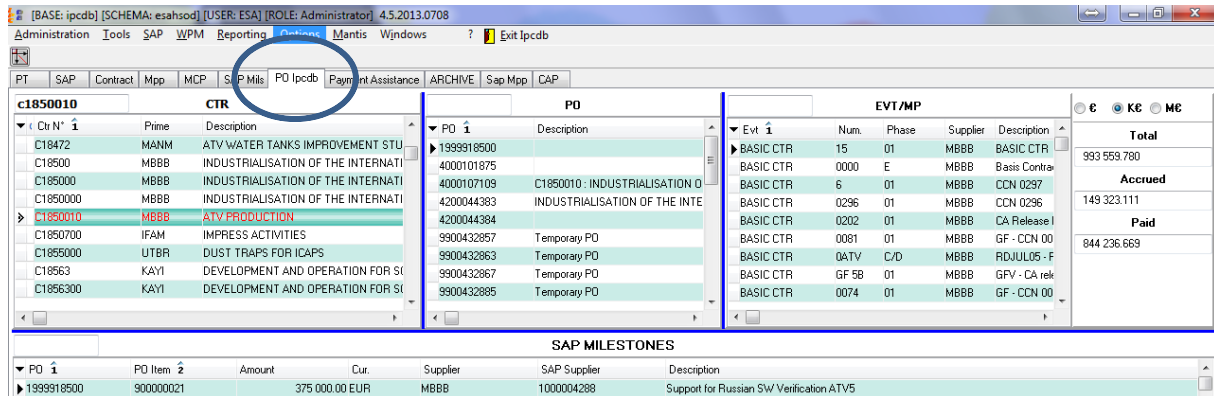 [BASE: ipcdb] [SCHEMA: esahsod] [USER: ESA] [ROLE: Administrator] 4.5.2013.0708
Administration Tools SAP WPM Reporting Options Mantis Windows ? Exit Ipcdb
PT SAP Contract Mpp MCP SAP Mils PO Ipcdb Payment Assistance ARCHIVE Sap Mpp CAP
c1850010 CTR PO EVT/MP € K€ M€
Ctr N° 1 Prime Description PO 1 Description Evt 1 Num. Phase Supplier Description Total
C18472 MANM ATV WATER TANKS IMPROVEMENT STU 1999918500 BASIC CTR 15 01 MBBB BASIC CTR 993 559.780
C18500 MBBB INDUSTRIALISATION OF THE INTERNATI 4000101875 BASIC CTR 0000 E MBBB Basis Contra Accrued
C185000 MBBB INDUSTRIALISATION OF THE INTERNATI 4000107109 C1850010 : INDUSTRIALISATION O BASIC CTR 6 01 MBBB CCN 0297
C1850000 MBBB INDUSTRIALISATION OF THE INTERNATI 4200044383 INDUSTRIALISATION OF THE INTE BASIC CTR 0296 01 MBBB CCN 0296 149 323.111
C1850010 MBBB ATV PRODUCTION 4200044384 BASIC CTR 0202 01 MBBB CA Release Paid
C1850700 IFAM IMPRESS ACTIVITIES 9900432857 Temporary PO BASIC CTR 0081 01 MBBB GF - CCN 00 844 236.669
C1855000 UTBR DUST TRAPS FOR ICAPS 9900432863 Temporary PO BASIC CTR 0ATV C/D MBBB RDJUL05 - F
C18563 KAYI DEVELOPMENT AND OPERATION FOR S 9900432867 Temporary PO BASIC CTR GF 5B 01 MBBB GFV - CA rele
C1856300 KAYI DEVELOPMENT AND OPERATION FOR S 9900432885 Temporary PO BASIC CTR 0074 01 MBBB GF - CCN 00
SAP MILESTONES
PO 1 PO Item 2 Amount Cur. Supplier SAP Supplier Description
1999918500 900000021 375 000.00 EUR MBBB 1000004288 Support for Russian SW Verification ATV5